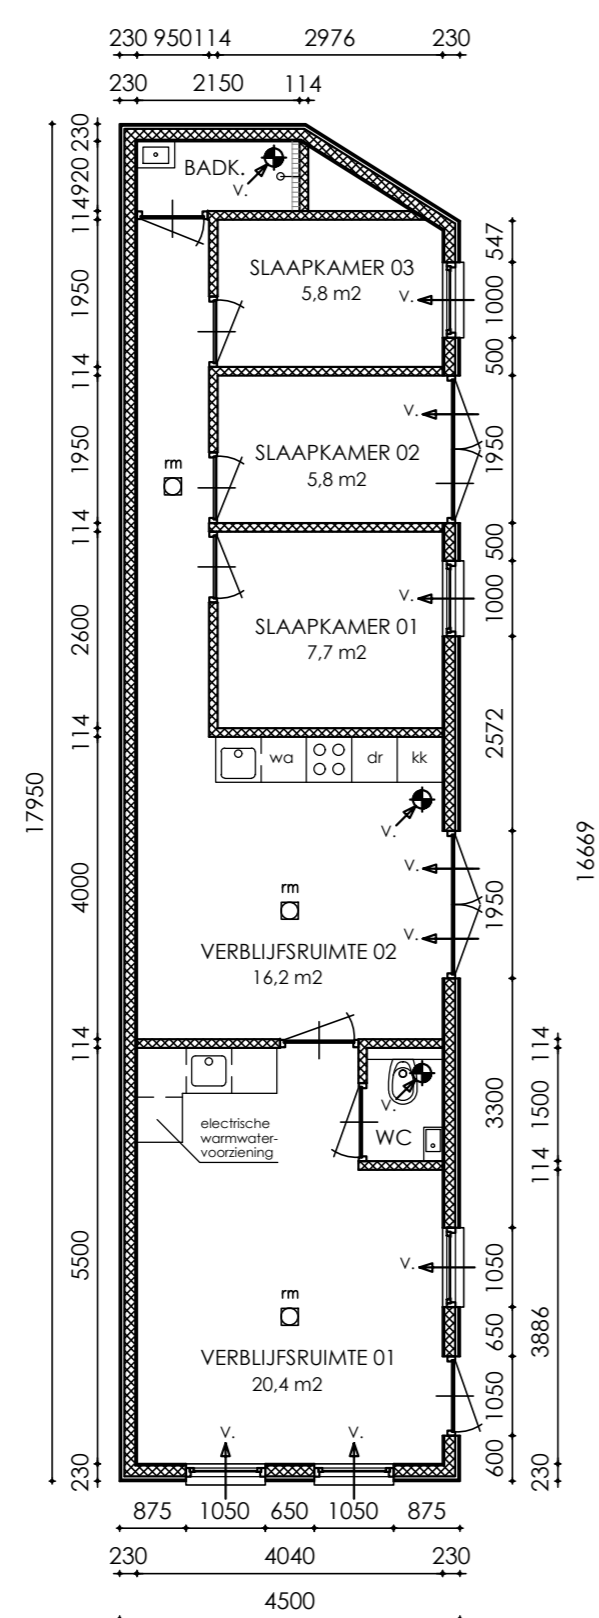 230 950 114 2976 230
230 2150 114
230
920
114
1950
114
1950
114
2600
114
4000
114
5500
230
17950
BADK.
v.
SLAAPKAMER 03
5,8 m2
v.
547
1000
500
v.
SLAAPKAMER 02
5,8 m2
rm
1950
500
v.
SLAAPKAMER 01
7,7 m2
1000
2572
wa dr kk
v.
v.
rm
v.
1950
VERBLIJFSRUIMTE 02
16,2 m2
16669
v.
WC
electrische
warmwater-
voorziening
3300
114
1500
114
v.
rm
1050
650
3886
VERBLIJFSRUIMTE 01
20,4 m2
1050
v. v.
600
230
875 1050 650 1050 875
230 4040 230
4500